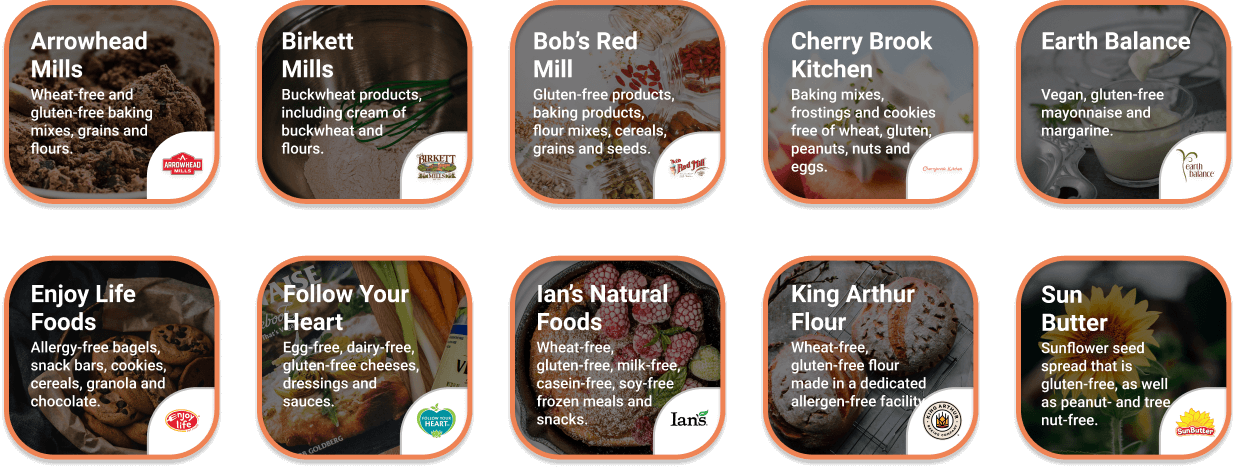 Arrowhead
Mills
Wheat-free and
gluten-free baking
mixes, grains and
flours.
ARROWHEAD
MILLS
Birkett
Mills
Buckwheat products,
including cream of
buckwheat and
flours.
BIRKETT
Bob's Red
Mill
Gluten-free products,
baking products,
flour mixes, cereals,
grains and seeds.
Bob's
Red Mill
Cherry Brook
Kitchen
Baking mixes,
frostings and cookies
free of wheat, gluten,
peanuts, nuts and
eggs.
Cherrybrook Kitchen
Earth Balance
Vegan, gluten-free
mayonnaise and
margarine.
earth
balance
Enjoy Life
Foods
Allergy-free bagels,
snack bars, cookies,
cereals, granola and
chocolate.
Enjoy
life
Follow Your
Heart
Egg-free, dairy-free,
gluten-free cheeses,
dressings and
sauces.
FOLLOW YOUR
HEART
GOLDBERG
Ian's Natural
Foods
Wheat-free,
gluten-free, milk-free,
casein-free, soy-free
frozen meals and
snacks.
Ian's
King Arthur
Flour
Wheat-free,
gluten-free flour
made in a dedicated
allergen-free facility.
KING ARTHUR
BAKING COMPANY
Sun
Butter
Sunflower seed
spread that is
gluten-free, as well
as peanut- and tree
nut-free.
SunButter